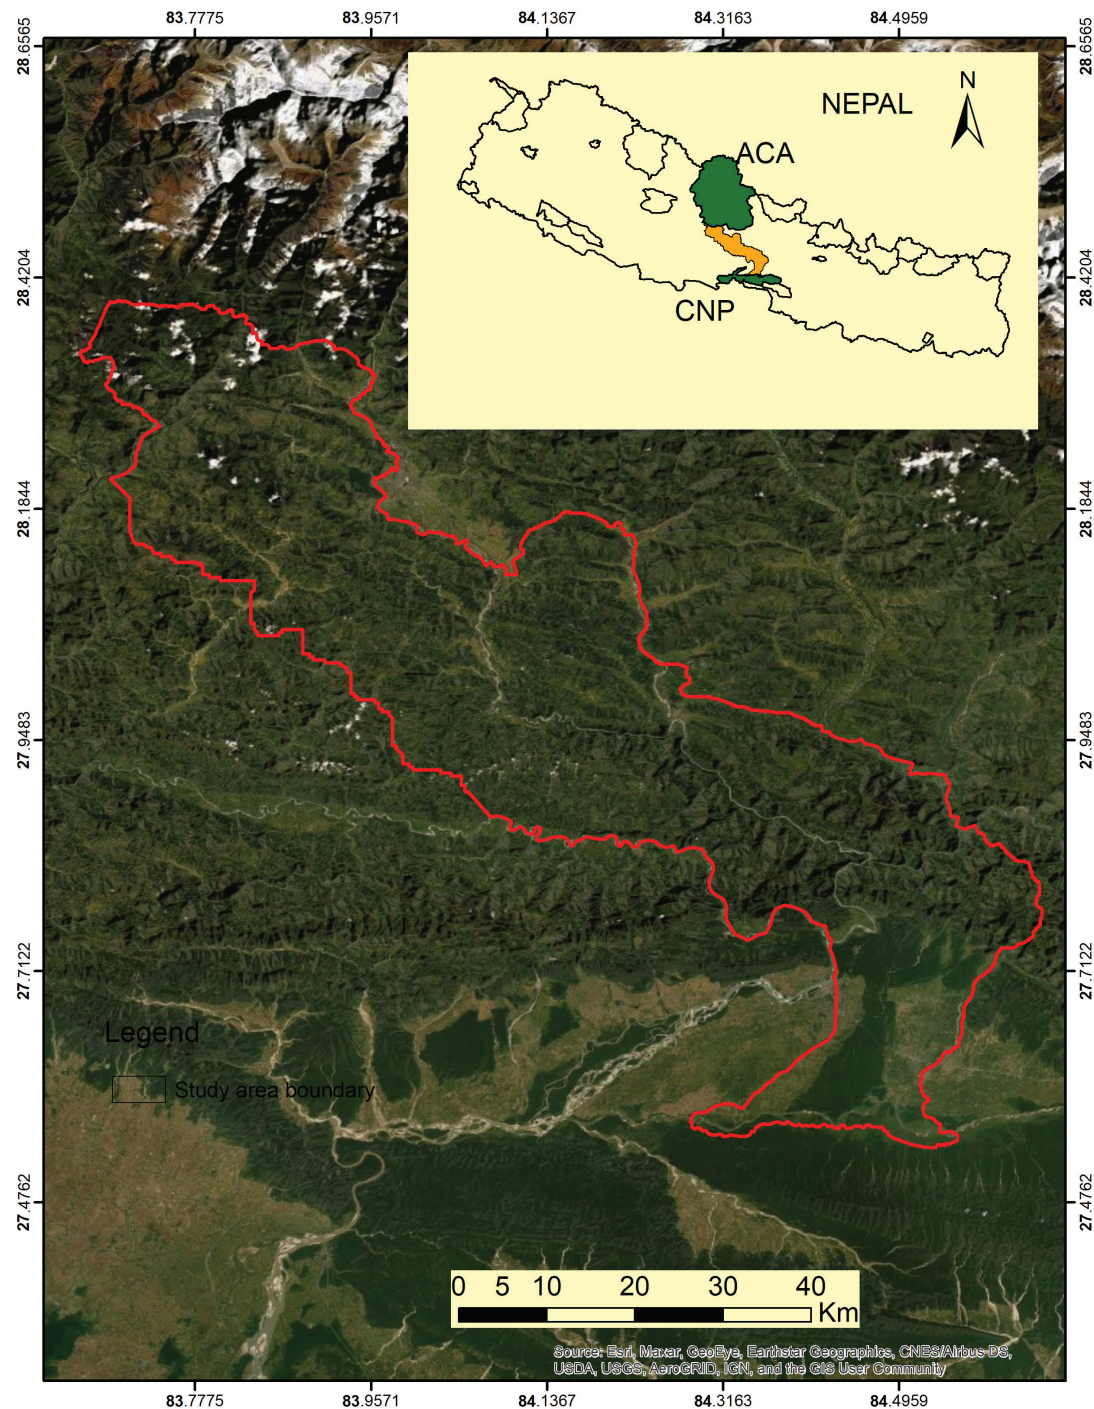 83.7775 83.9571 84.1367 84.3163 84.4959
28.6565 28.6565
NEPAL
N
ACA
CNP
28.4204 28.4204
28.1844 28.1844
27.9483 27.9483
27.7122 27.7122
Legend
Study area boundary
27.4762 27.4762
0 5 10 20 30 40
Km
Source: Esri, Maxar, GeoEye, Earthstar Geographics, CNES/Airbus DS,
USDA, USGS, AeroGRID, IGN, and the GIS User Community
83.7775 83.9571 84.1367 84.3163 84.4959